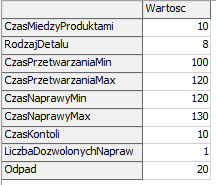 Wartosc
CzasMiedzyProduktami 10
RodzajDetalu 8
CzasPrzetwarzaniaMin 100
CzasPrzetwarzaniaMax 120
CzasNaprawyMin 120
CzasNaprawyMax 130
CzasKontoli 10
LiczbaDozwolonychNapraw 1
Odpad 20